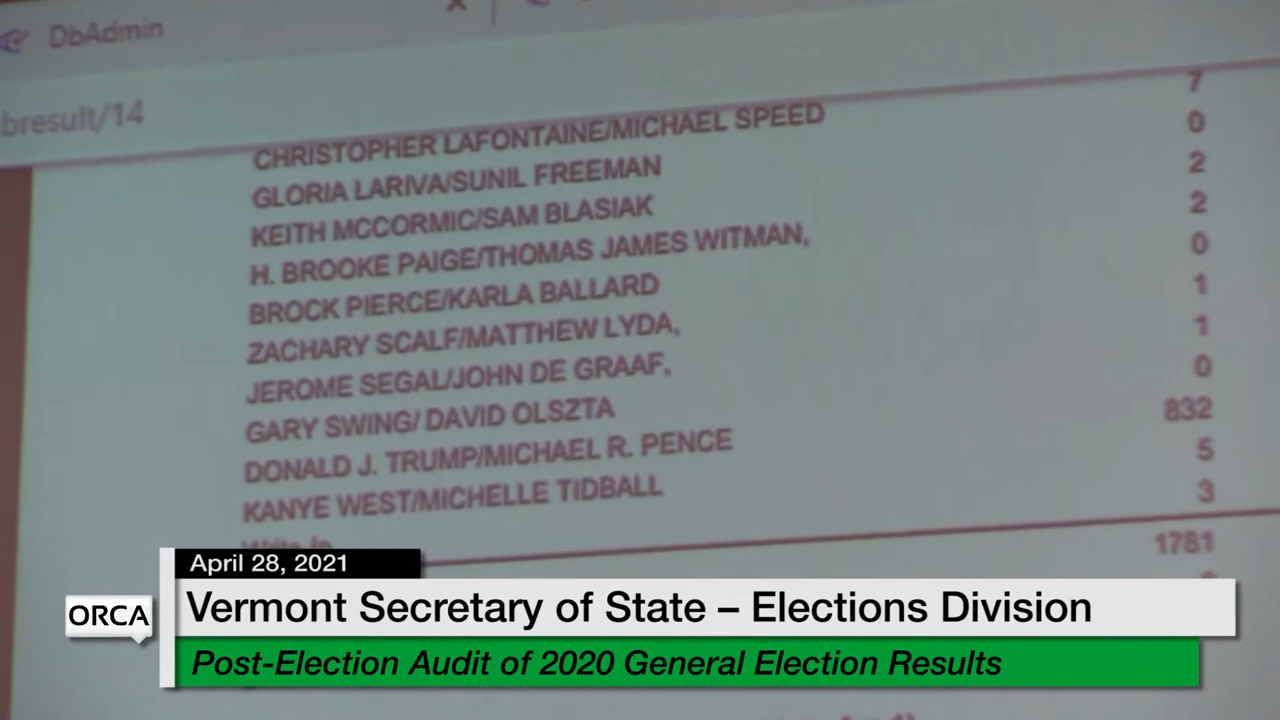 DbAdmin
bresult/14
CHRISTOPHER LAFONTAINE/MICHAEL SPEED 7
GLORIA LARIVA/SUNIL FREEMAN 0
KEITH MCCORMIC/SAM BLASIAK 2
H. BROOKE PAIGE/THOMAS JAMES WITMAN, 2
BROCK PIERCE/KARLA BALLARD 0
ZACHARY SCALF/MATTHEW LYDA, 1
JEROME SEGAL/JOHN DE GRAAF, 1
GARY SWING/ DAVID OLSZTA 0
DONALD J. TRUMP/MICHAEL R. PENCE 832
KANYE WEST/MICHELLE TIDBALL 5
Write In 3
1781
April 28, 2021
ORCA
Vermont Secretary of State – Elections Division
Post-Election Audit of 2020 General Election Results